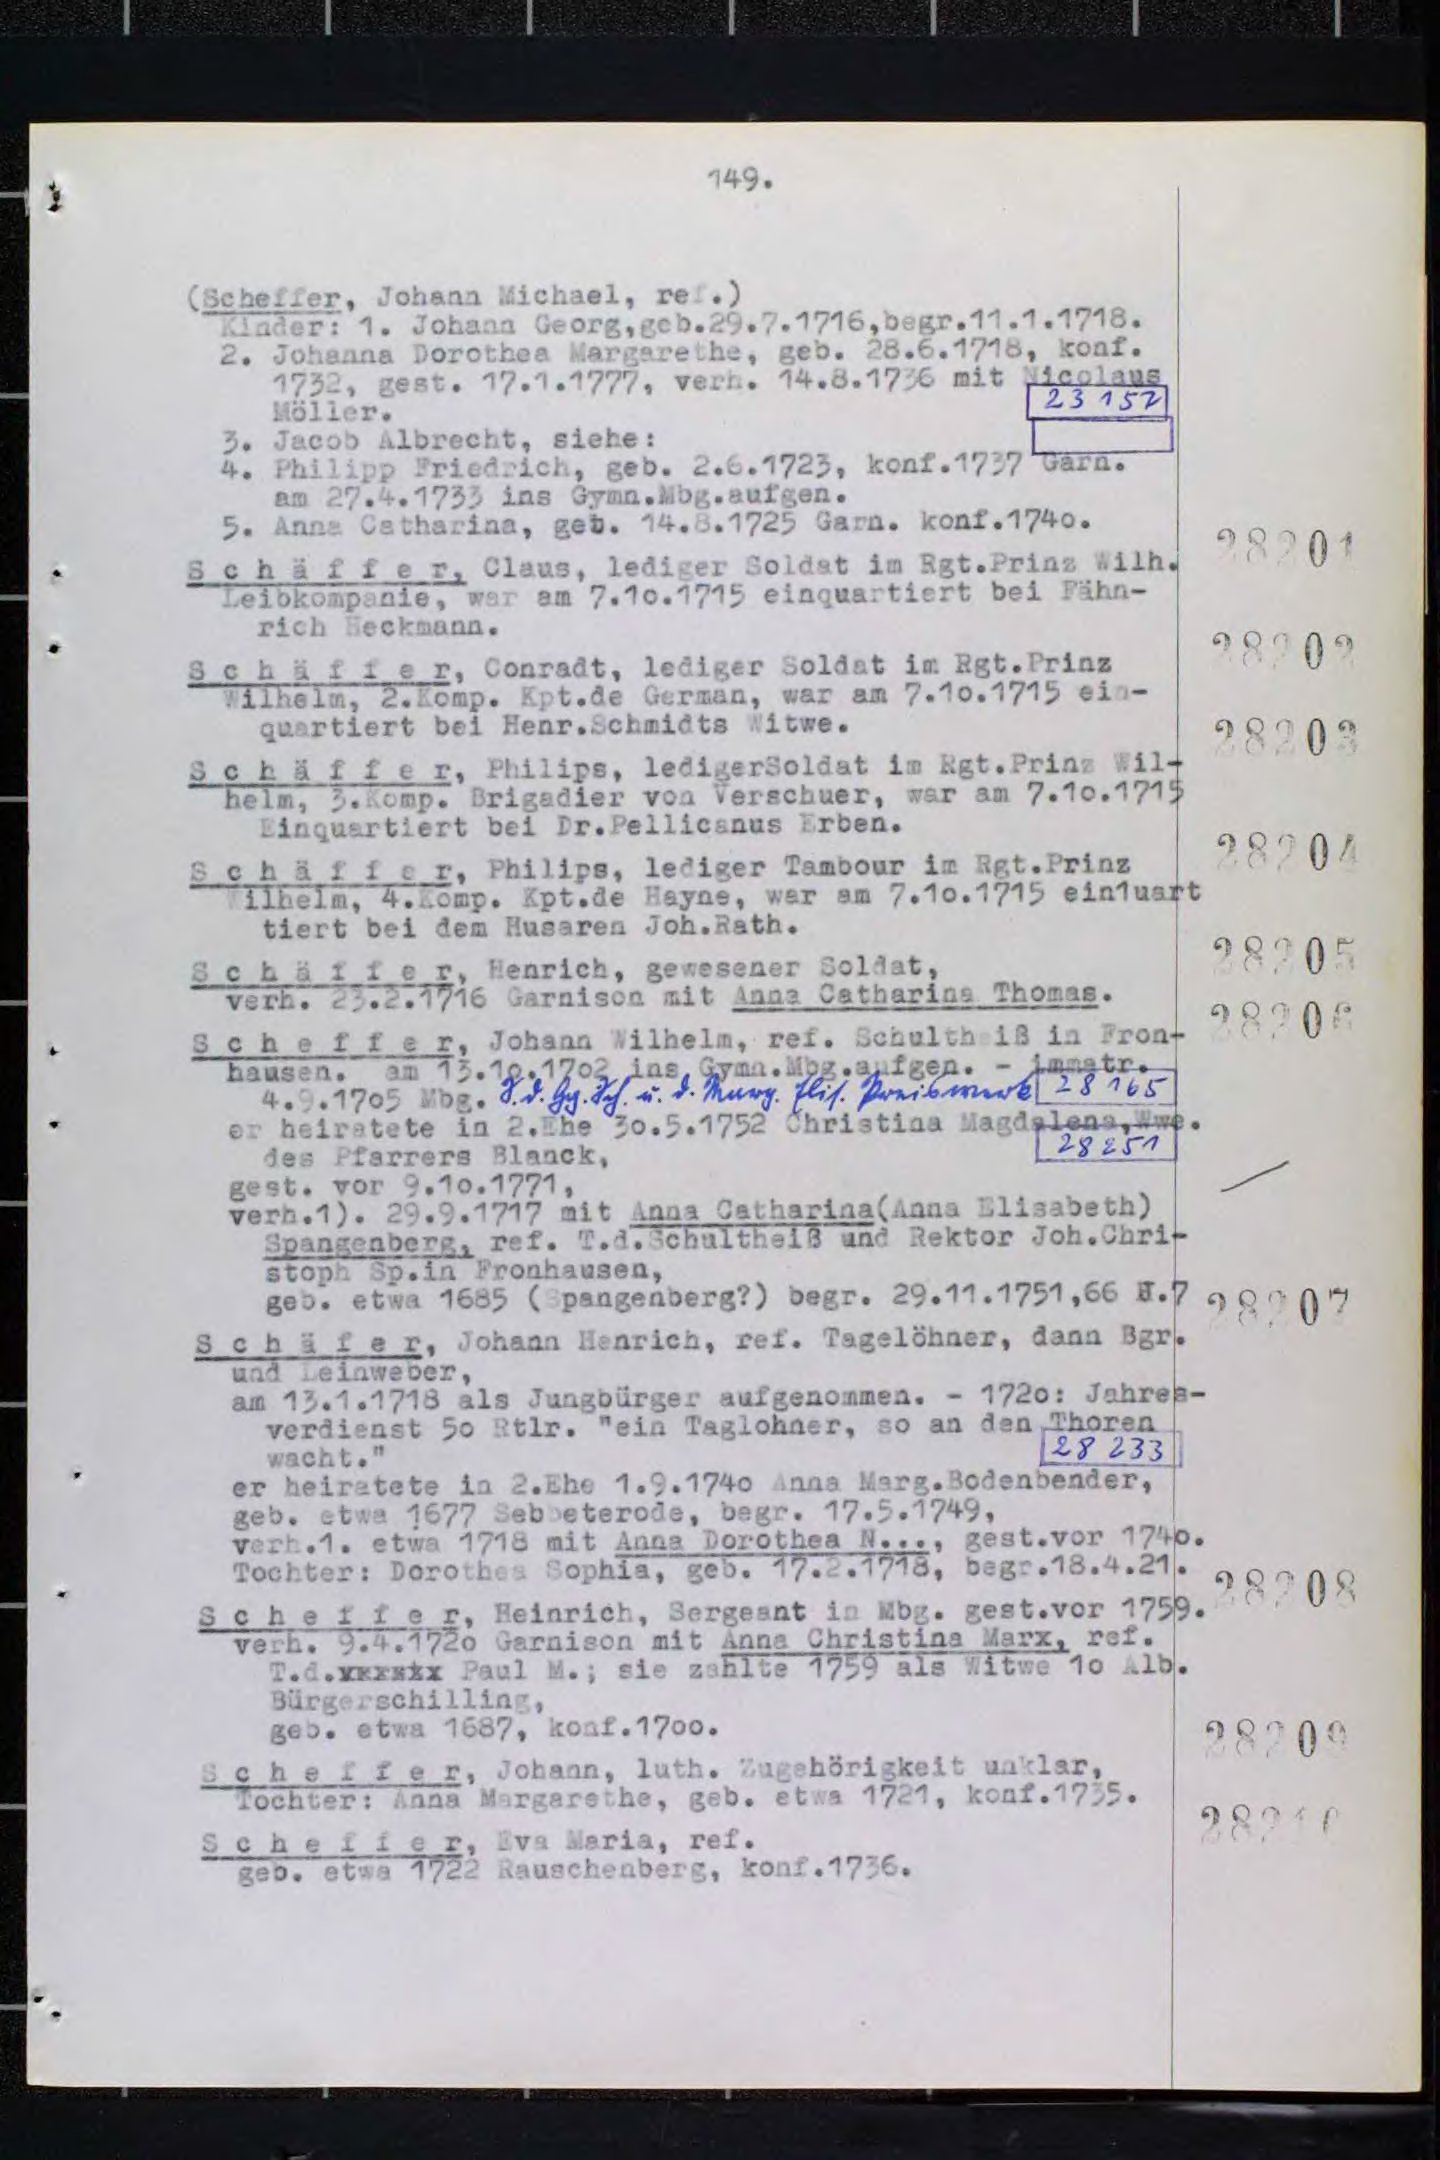 149.
(Scheffer, Johann Michael, ref.)
Kinder: 1. Johann Georg,geb.29.7.1716,begr.11.1.1718.
2. Johanna Dorothea Margarethe, geb. 28.6.1718, konf.
1732, gest. 17.1.1777, verh. 14.8.1736 mit Nicolaus
Möller.
23 152
3. Jacob Albrecht, siehe:
4. Philipp Friedrich, geb. 2.6.1723, konf.1737 Garn.
am 27.4.1733 ins Gymn.Mbg.aufgen.
5. Anna Catharina, geb. 14.8.1725 Garn. konf.1740.
28201
S c h ä f f e r, Claus, lediger Soldat im Rgt.Prinz Wilh.
Leibkompanie, war am 7.10.1715 einquartiert bei Fähn-
rich Heckmann.
28202
S c h ä f f e r, Conradt, lediger Soldat im Rgt.Prinz
Wilhelm, 2.Komp. Kpt.de German, war am 7.10.1715 ein-
quartiert bei Henr.Schmidts Witwe.
28203
S c h ä f f e r, Philips, ledigerSoldat im Rgt.Prinz Wil-
helm, 3.Komp. Brigadier von Verschuer, war am 7.10.1715
Einquartiert bei Dr.Pellicanus Erben.
28204
S c h ä f f e r, Philips, lediger Tambour im Rgt.Prinz
Wilhelm, 4.Komp. Kpt.de Hayne, war am 7.10.1715 ein1uart
tiert bei dem Husaren Joh.Rath.
28205
S c h ä f f e r, Henrich, gewesener Soldat,
verh. 23.2.1716 Garnison mit Anna Catharina Thomas.
28206
S c h e f f e r, Johann Wilhelm, ref. Schultheiß in Fron-
hausen. am 13.10.1702 ins Gymn.Mbg.aufgen. - immatr.
4.9.1705 Mbg. S.d. Gg. Sch. u. d. Marg. Elis. Preiswerk 28 165
er heiratete in 2.Ehe 30.5.1752 Christina Magdalena,Wwe.
des Pfarrers Blanck,
28251
gest. vor 9.10.1771,
verh.1). 29.9.1717 mit Anna Catharina(Anna Elisabeth)
Spangenberg, ref. T.d.Schultheiß und Rektor Joh.Chri-
stoph Sp.in Fronhausen,
geb. etwa 1685 (Spangenberg?) begr. 29.11.1751,66 J.7
28207
S c h ä f e r, Johann Henrich, ref. Tagelöhner, dann Bgr.
und Leinweber,
am 13.1.1718 als Jungbürger aufgenommen. - 1720: Jahres-
verdienst 50 Rtlr. "ein Taglohner, so an den Thoren
wacht."
28 233
er heiratete in 2.Ehe 1.9.1740 Anna Marg.Bodenbender,
geb. etwa 1677 Sebbeterode, begr. 17.5.1749,
verh.1. etwa 1718 mit Anna Dorothea N..., gest.vor 1740.
Tochter: Dorothea Sophia, geb. 17.2.1718, begr.18.4.21.
28208
S c h e f f e r, Heinrich, Sergeant in Mbg. gest.vor 1759.
verh. 9.4.1720 Garnison mit Anna Christina Marx, ref.
T.d. Paul M.; sie zahlte 1759 als Witwe 10 Alb.
Bürgerschilling,
geb. etwa 1687, konf.1700.
28209
S c h e f f e r, Johann, luth. Zugehörigkeit unklar,
Tochter: Anna Margarethe, geb. etwa 1721, konf.1735.
28210
S c h e f f e r, Eva Maria, ref.
geb. etwa 1722 Rauschenberg, konf.1736.